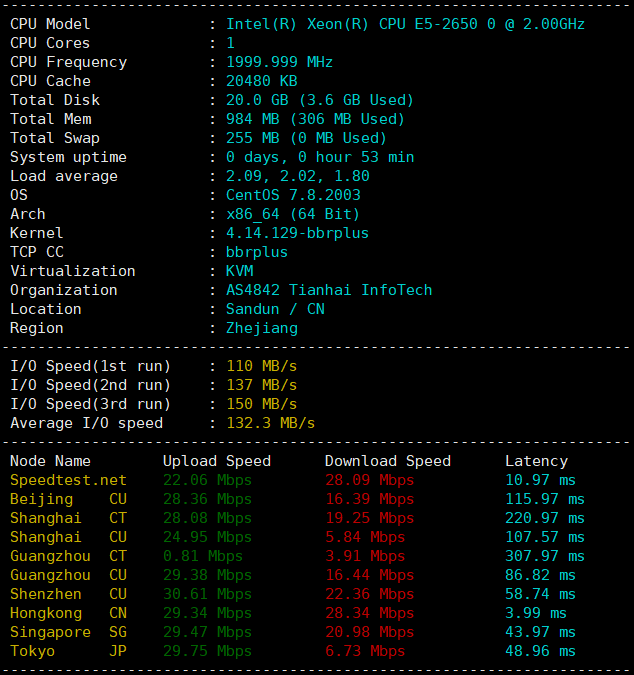 CPU Model : Intel(R) Xeon(R) CPU E5-2650 0 @ 2.00GHz
CPU Cores : 1
CPU Frequency : 1999.999 MHz
CPU Cache : 20480 KB
Total Disk : 20.0 GB (3.6 GB Used)
Total Mem : 984 MB (306 MB Used)
Total Swap : 255 MB (0 MB Used)
System uptime : 0 days, 0 hour 53 min
Load average : 2.09, 2.02, 1.80
OS : CentOS 7.8.2003
Arch : x86_64 (64 Bit)
Kernel : 4.14.129-bbrplus
TCP CC : bbrplus
Virtualization : KVM
Organization : AS4842 Tianhai InfoTech
Location : Sandun / CN
Region : Zhejiang
I/O Speed(1st run) : 110 MB/s
I/O Speed(2nd run) : 137 MB/s
I/O Speed(3rd run) : 150 MB/s
Average I/O speed : 132.3 MB/s
Node Name Upload Speed Download Speed Latency
Speedtest.net 22.06 Mbps 28.09 Mbps 10.97 ms
Beijing CU 28.36 Mbps 16.39 Mbps 115.97 ms
Shanghai CT 28.08 Mbps 19.25 Mbps 220.97 ms
Shanghai CU 24.95 Mbps 5.84 Mbps 107.57 ms
Guangzhou CT 0.81 Mbps 3.91 Mbps 307.97 ms
Guangzhou CU 29.38 Mbps 16.44 Mbps 86.82 ms
Shenzhen CU 30.61 Mbps 22.36 Mbps 58.74 ms
Hongkong CN 29.34 Mbps 28.34 Mbps 3.99 ms
Singapore SG 29.47 Mbps 20.98 Mbps 43.97 ms
Tokyo JP 29.75 Mbps 6.73 Mbps 48.96 ms